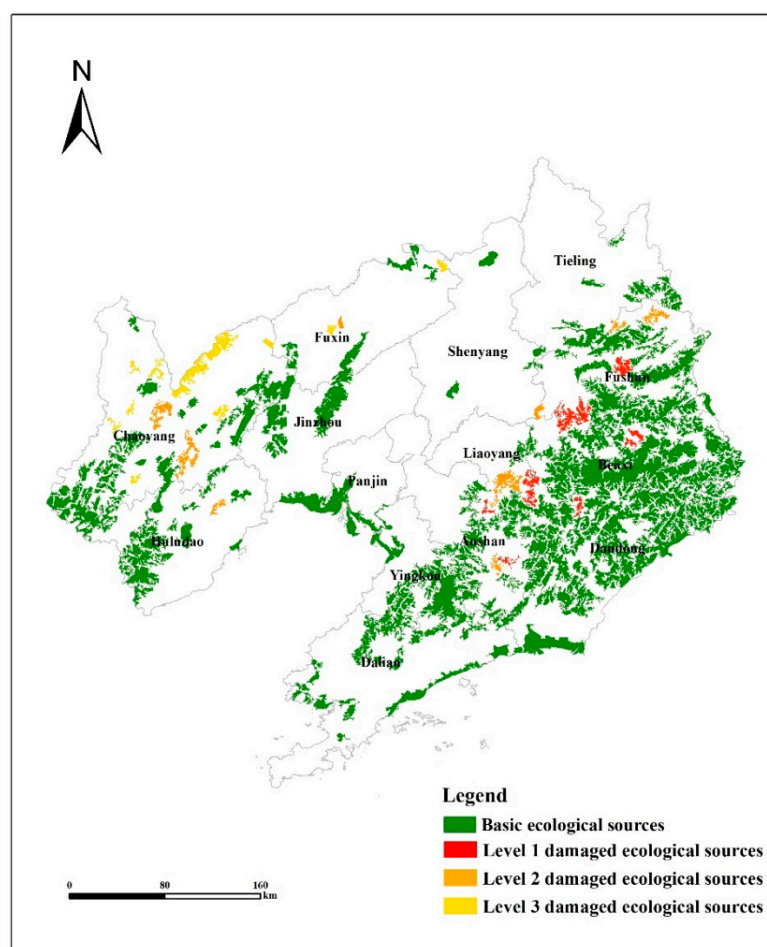 N
Tieling
Fuxin
Shenyang
Fushun
Jinzhou
Chaoyang
Liaoyang
Benxi
Panjin
Huludao
Anshan
Dandong
Yingkou
Dalian
Legend
Basic ecological sources
Level 1 damaged ecological sources
Level 2 damaged ecological sources
Level 3 damaged ecological sources
0 80 160
km